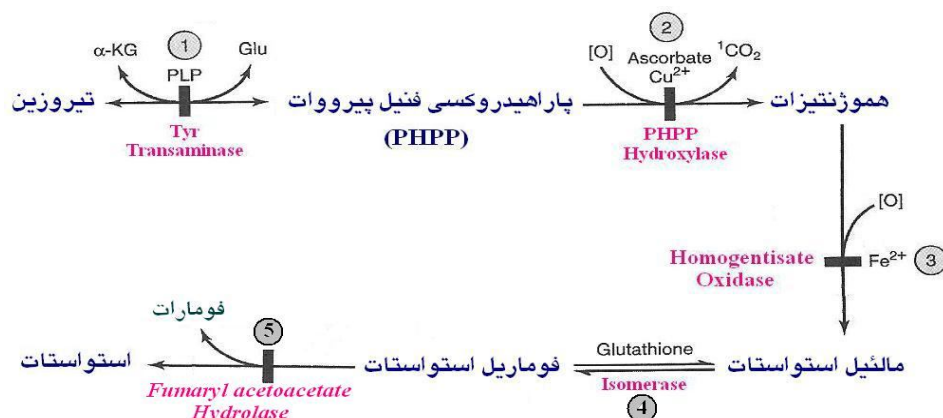 α-KG
1
PLP
Glu
تیروزین
Tyr
Transaminase
پاراهیدروکسی فنیل پیرووات
(PHPP)
[O]
2
Ascorbate
Cu²⁺
¹CO₂
PHPP
Hydroxylase
هموژنتیزات
[O]
Homogentisate
Oxidase
Fe²⁺
3
مالئیل استواستات
Glutathione
Isomerase
4
فوماریل استواستات
5
فومارات
Fumaryl acetoacetate
Hydrolase
استواستات